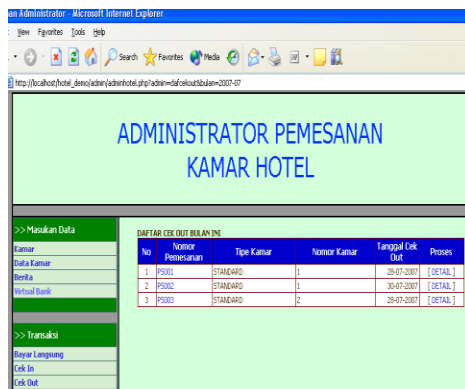 an Administrator - Microsoft Internet Explorer
View Favorites Tools Help
Search Favorites Media
http://localhost/hotel_demo/admin/adminhotel.php?admin=dafcekout&bulan=2007-07
ADMINISTRATOR PEMESANAN
KAMAR HOTEL
>> Masukan Data
Kamar
Data Kamar
Berita
Virtual Bank
>> Transaksi
Bayar Langsung
Cek In
Cek Out
DAFTAR CEK OUT BULAN INI
No Nomor Pemesanan Tipe Kamar Nomor Kamar Tanggal Cek Out Proses
1 PS001 STANDARD 1 28-07-2007 [ DETAIL ]
2 PS002 STANDARD 1 30-07-2007 [ DETAIL ]
3 PS003 STANDARD 2 28-07-2007 [ DETAIL ]